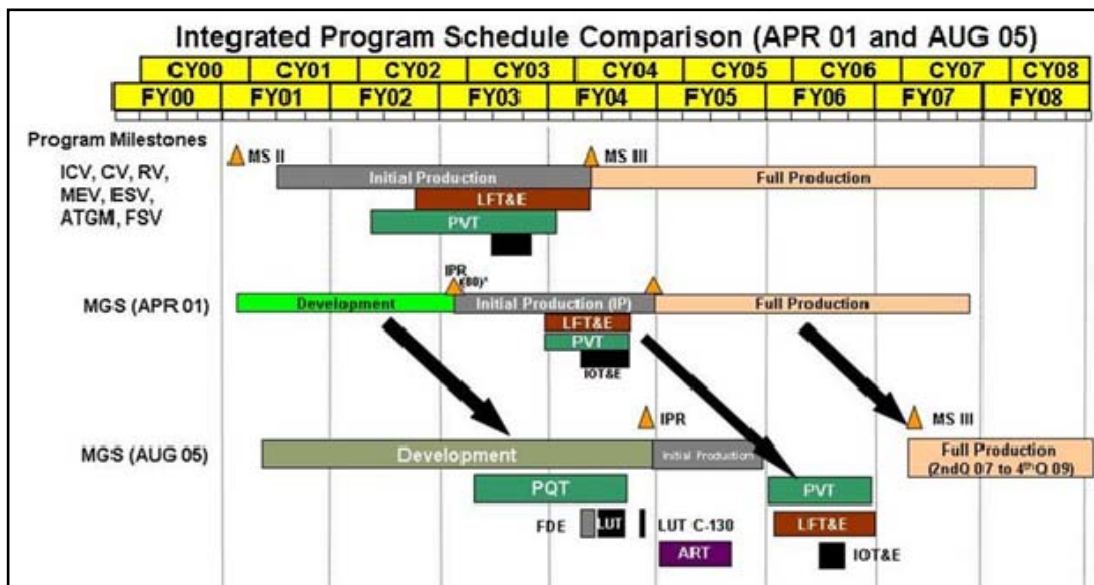 Integrated Program Schedule Comparison (APR 01 and AUG 05)
CY00 CY01 CY02 CY03 CY04 CY05 CY06 CY07 CY08
FY00 FY01 FY02 FY03 FY04 FY05 FY06 FY07 FY08
Program Milestones
MS II
MS III
ICV, CV, RV,
MEV, ESV,
ATGM, FSV
Initial Production
Full Production
LFT&E
PVT
IPR
MGS (APR 01)
Development
Initial Production (IP)
Full Production
LFT&E
PVT
IOT&E
IPR
MS III
MGS (AUG 05)
Development
Initial Production
Full Production
(2ndQ 07 to 4thQ 09)
PQT
PVT
FDE
LUT
LUT C-130
LFT&E
ART
IOT&E